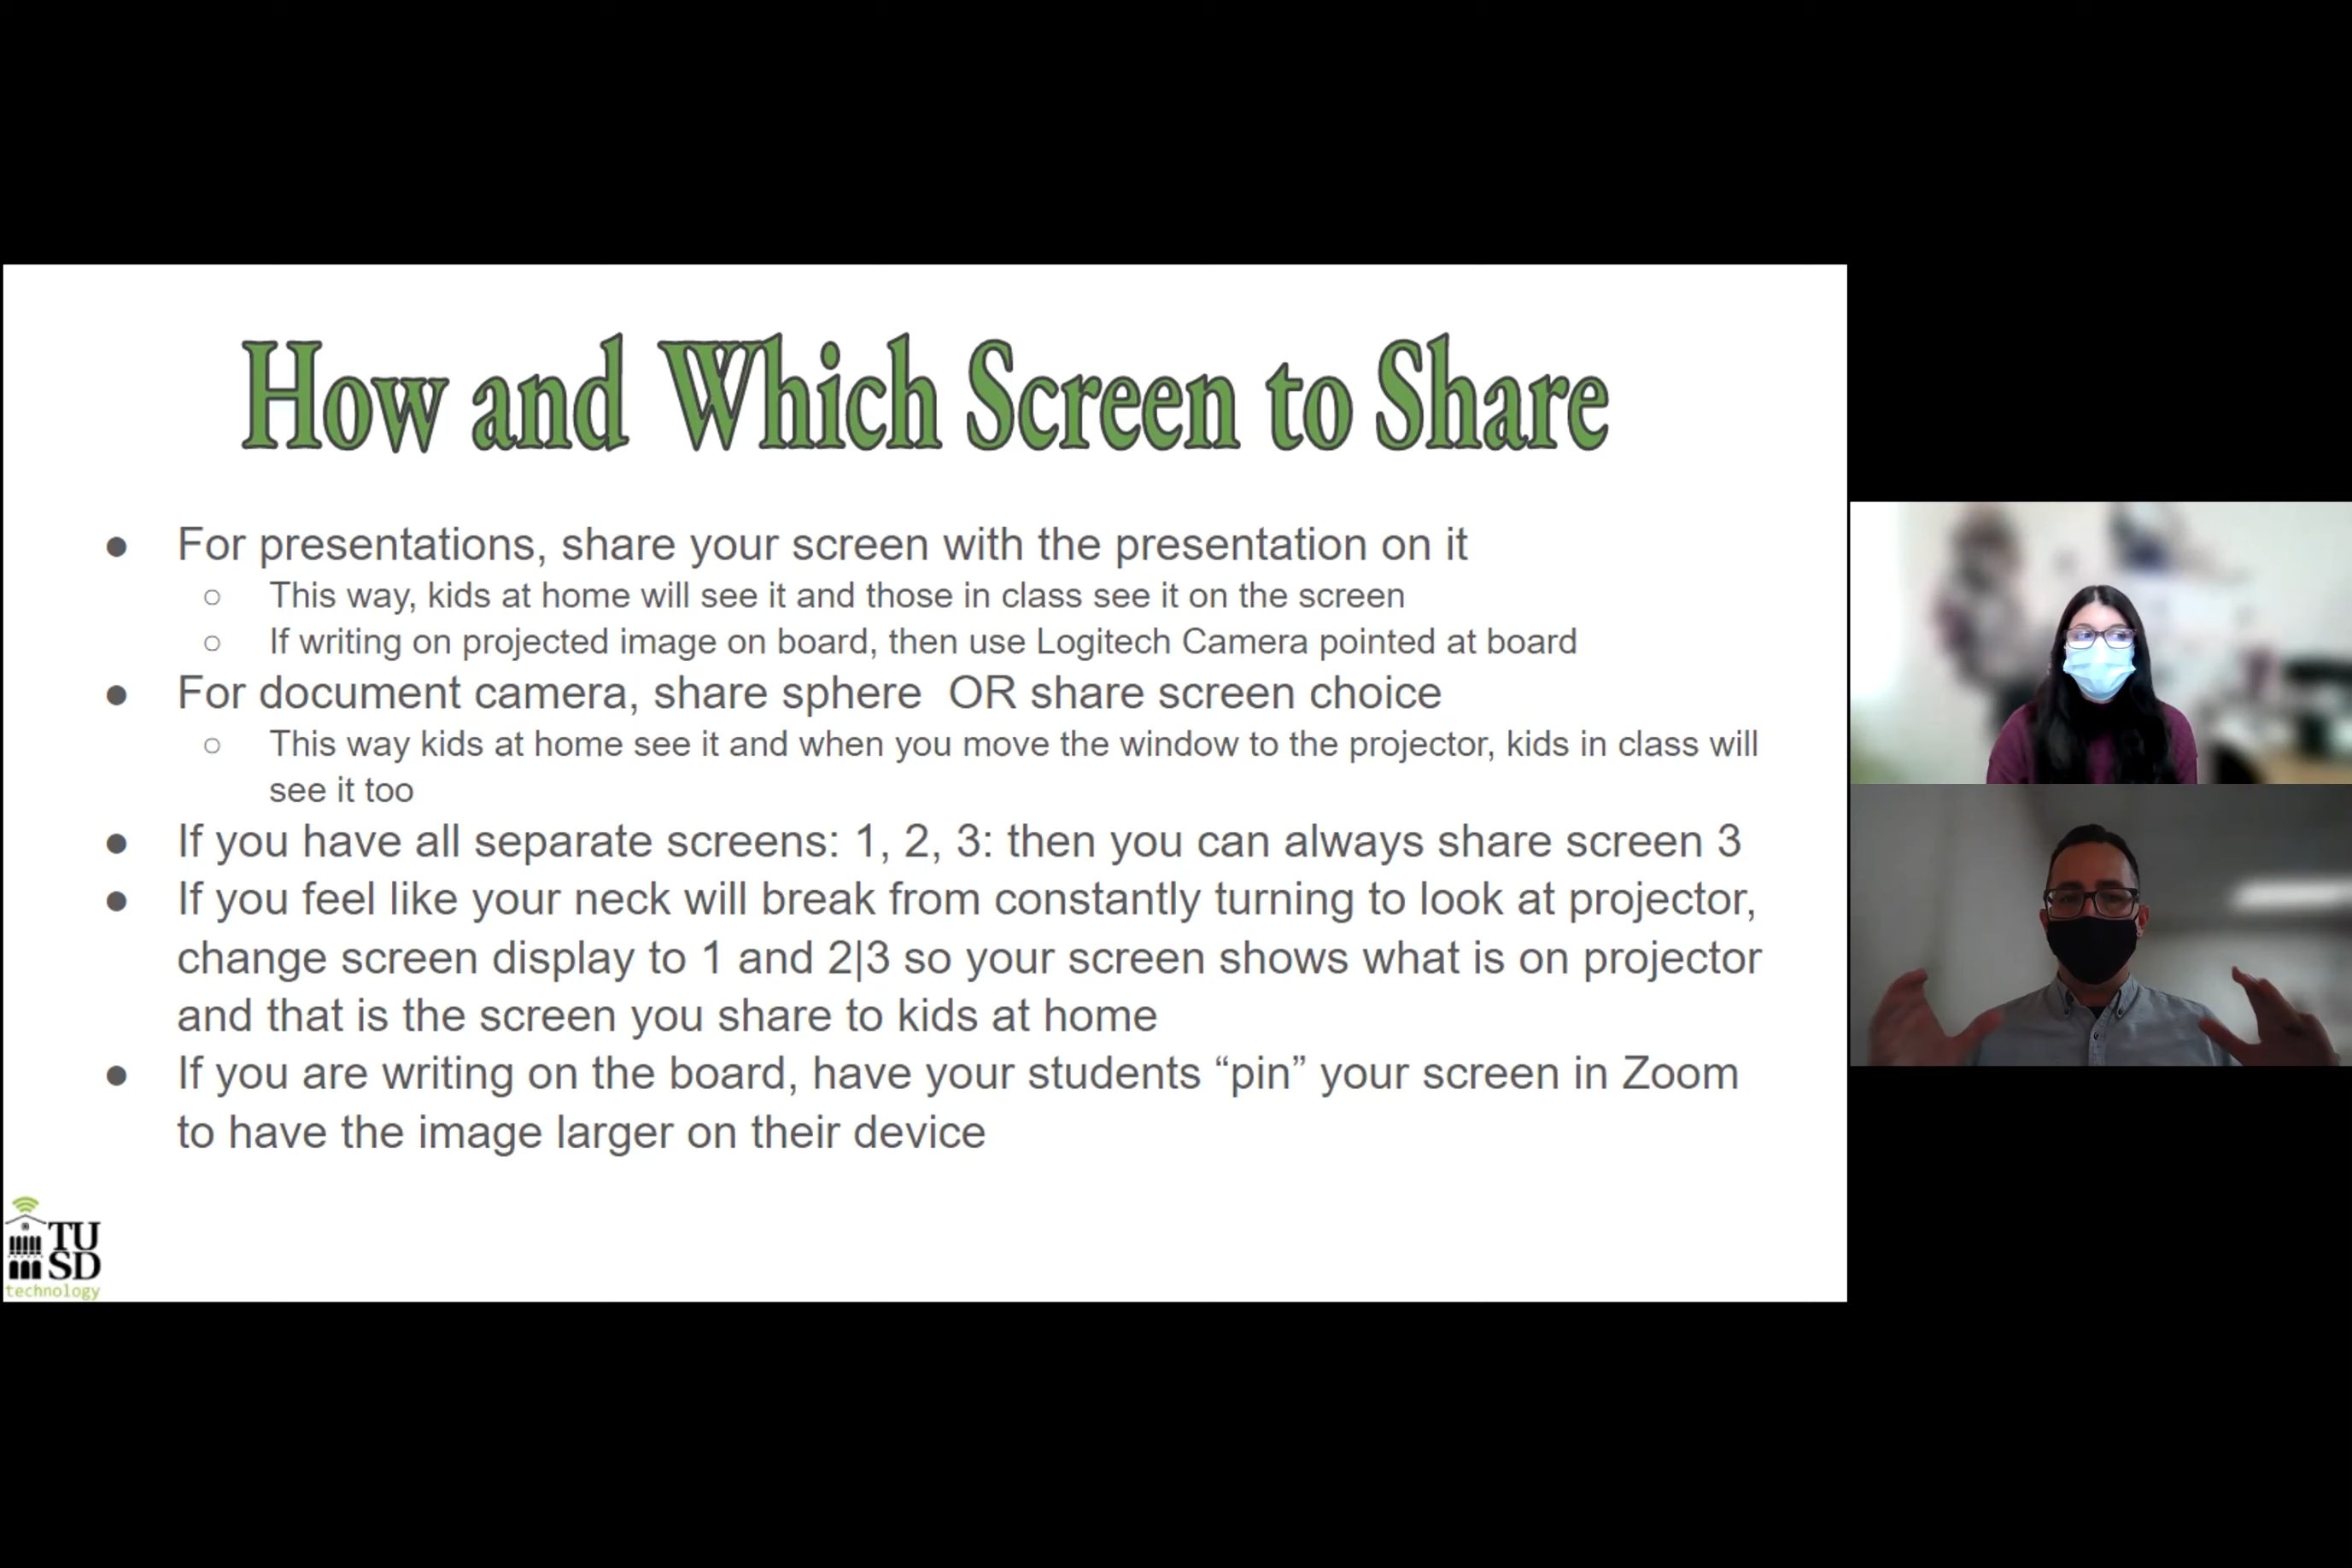 How and Which Screen to Share
● For presentations, share your screen with the presentation on it
○ This way, kids at home will see it and those in class see it on the screen
○ If writing on projected image on board, then use Logitech Camera pointed at board
● For document camera, share sphere  OR share screen choice
○ This way kids at home see it and when you move the window to the projector, kids in class will
see it too
● If you have all separate screens: 1, 2, 3: then you can always share screen 3
● If you feel like your neck will break from constantly turning to look at projector,
change screen display to 1 and 2|3 so your screen shows what is on projector
and that is the screen you share to kids at home
● If you are writing on the board, have your students “pin” your screen in Zoom
to have the image larger on their device
TU
SD
technology